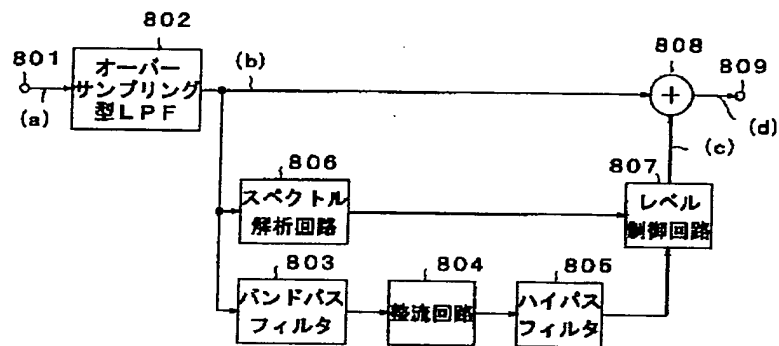 802
801
オーバー
サンプリング
型LPF
(a)
(b)
808
809
+
(d)
(c)
806
807
スペクトル
解析回路
レベル
制御回路
803
804
805
バンドパス
フィルタ
整流回路
ハイパス
フィルタ